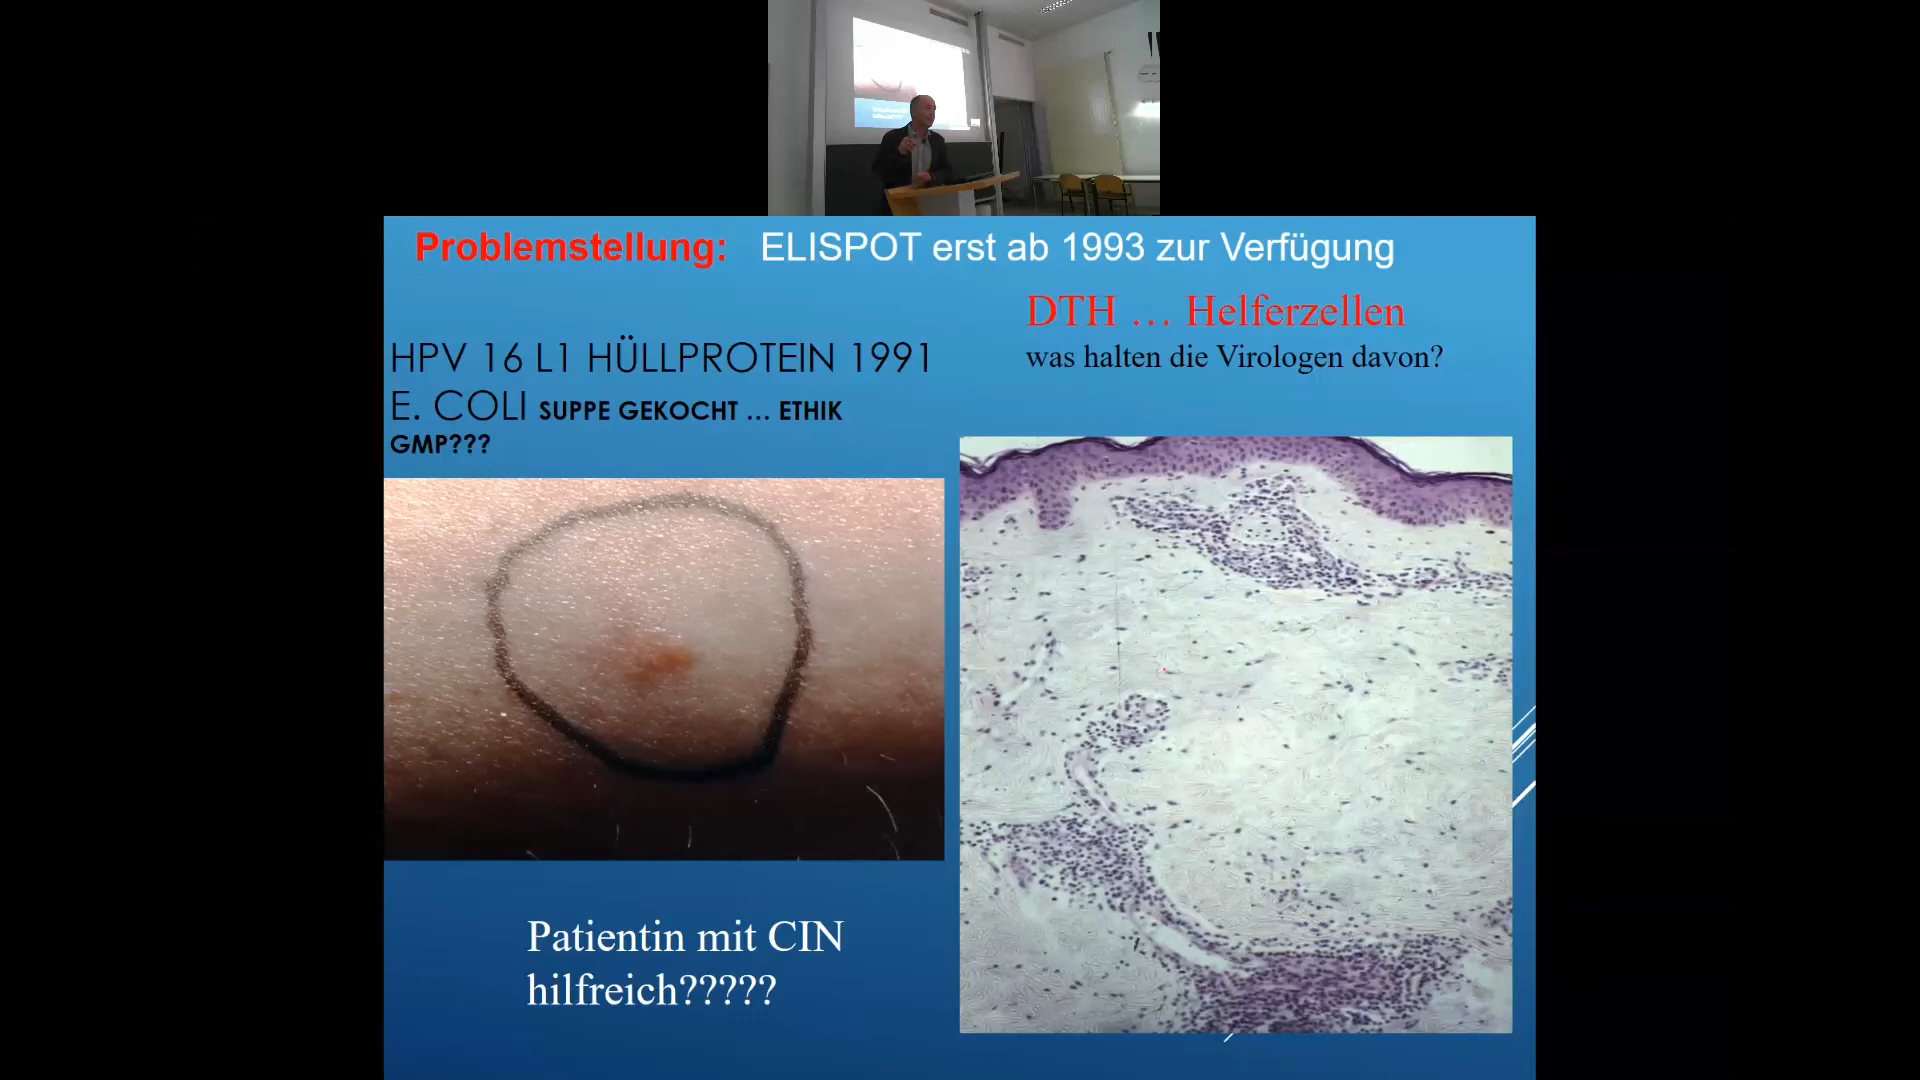 Problemstellung: ELISPOT erst ab 1993 zur Verfügung
DTH … Helferzellen
was halten die Virologen davon?
HPV 16 L1 HÜLLPROTEIN 1991
E. COLI SUPPE GEKOCHT … ETHIK
GMP???
Patientin mit CIN
hilfreich?????